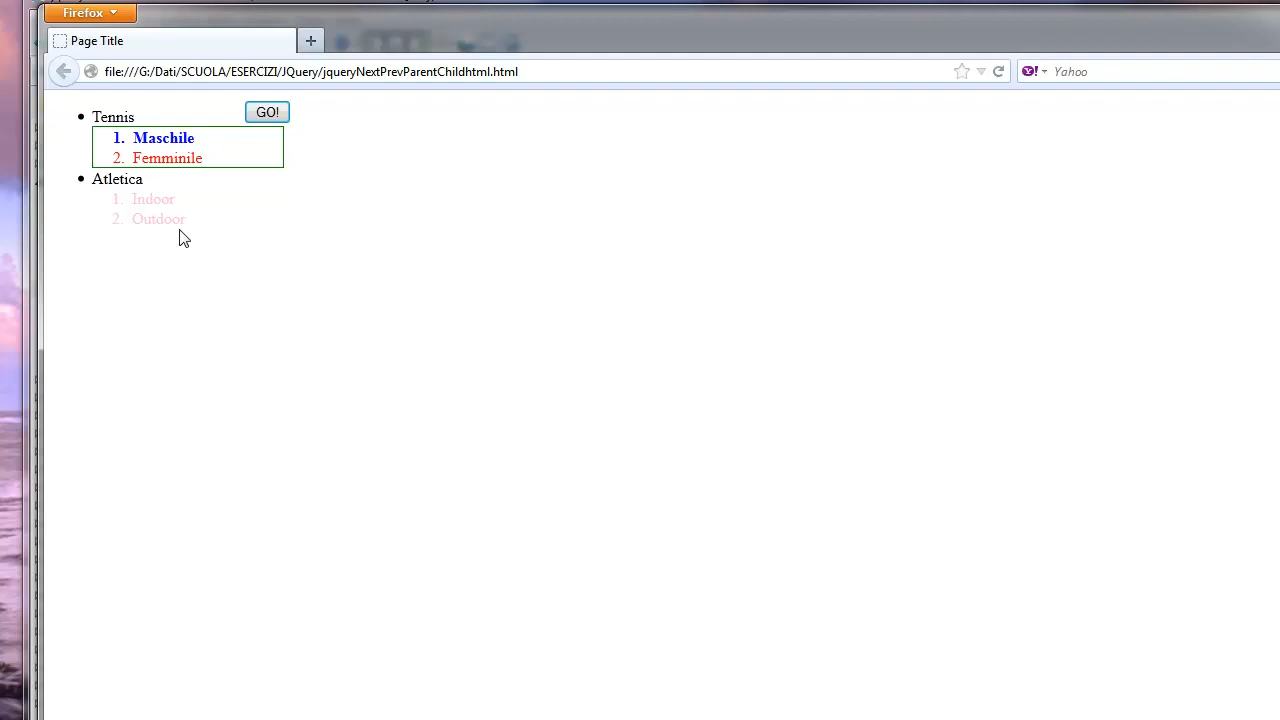 Firefox
Page Title
file:///G:/Dati/SCUOLA/ESERCIZI/JQuery/jqueryNextPrevParentChildhtml.html
Y! Yahoo
• Tennis GO!
1. Maschile
2. Femminile
• Atletica
1. Indoor
2. Outdoor